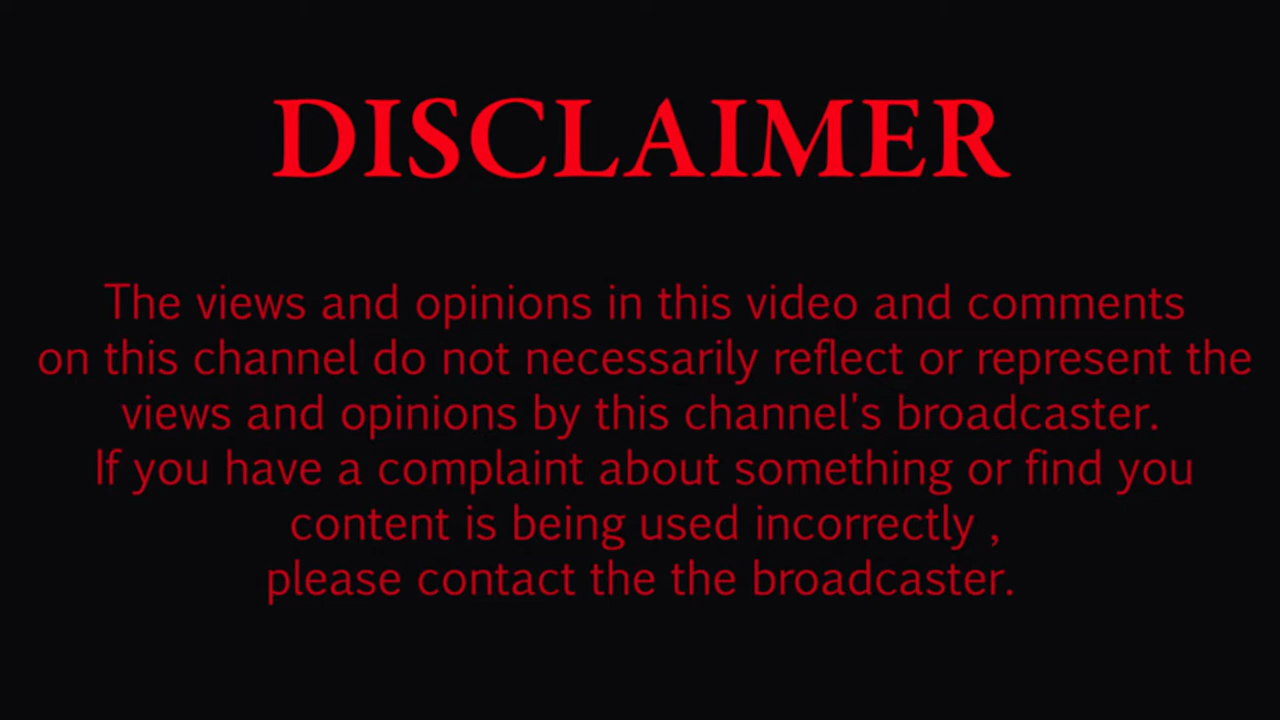 DISCLAIMER
The views and opinions in this video and comments
on this channel do not necessarily reflect or represent the
views and opinions by this channel's broadcaster.
If you have a complaint about something or find you
content is being used incorrectly ,
please contact the the broadcaster.